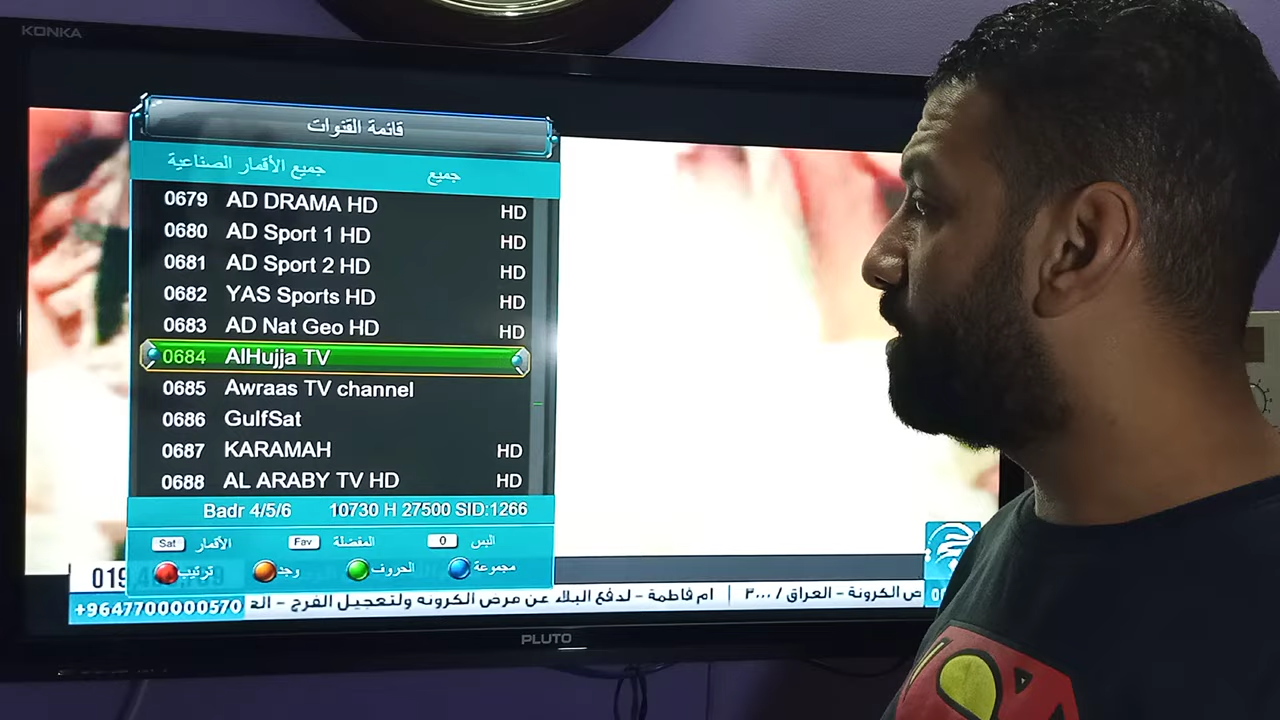 KONKA
قائمة القنوات
جميع الأقمار الصناعية جميع
0679 AD DRAMA HD HD
0680 AD Sport 1 HD HD
0681 AD Sport 2 HD HD
0682 YAS Sports HD HD
0683 AD Nat Geo HD HD
0684 AlHujja TV
0685 Awraas TV channel
0686 GulfSat
0687 KARAMAH HD
0688 AL ARABY TV HD HD
Badr 4/5/6 10730 H 27500 SID:1266
Sat الأقمار Fav المفضلة 0 البس
ترتيب وجد الحروف مجموعة
019
+9647700000570 ص الكرونة - العراق / ٣٠٠٠ | ام فاطمة - لدفع البلاء عن مرض الكرونه ولتعجيل الفرج -
PLUTO